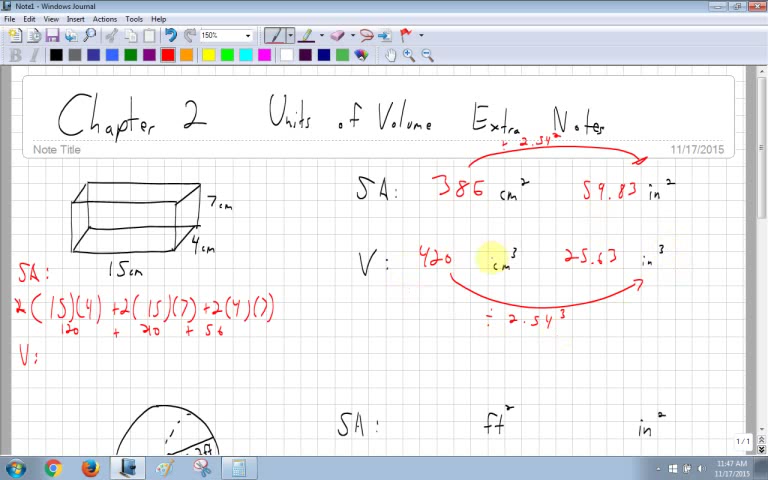 Note1 - Windows Journal
File Edit View Insert Actions Tools Help
150%
Chapter 2 Units of Volume Extra Notes
Note Title
11/17/2015
÷ 2.54²
SA: 386 cm² 59.83 in²
7cm
4cm
15cm
V: 420 cm³ 25.63 in³
÷ 2.54³
SA:
2(15)(4) + 2(15)(7) + 2(4)(7)
120 + 210 + 56
V:
SA: ft² in²
2ft
1/1
11:47 AM
11/17/2015